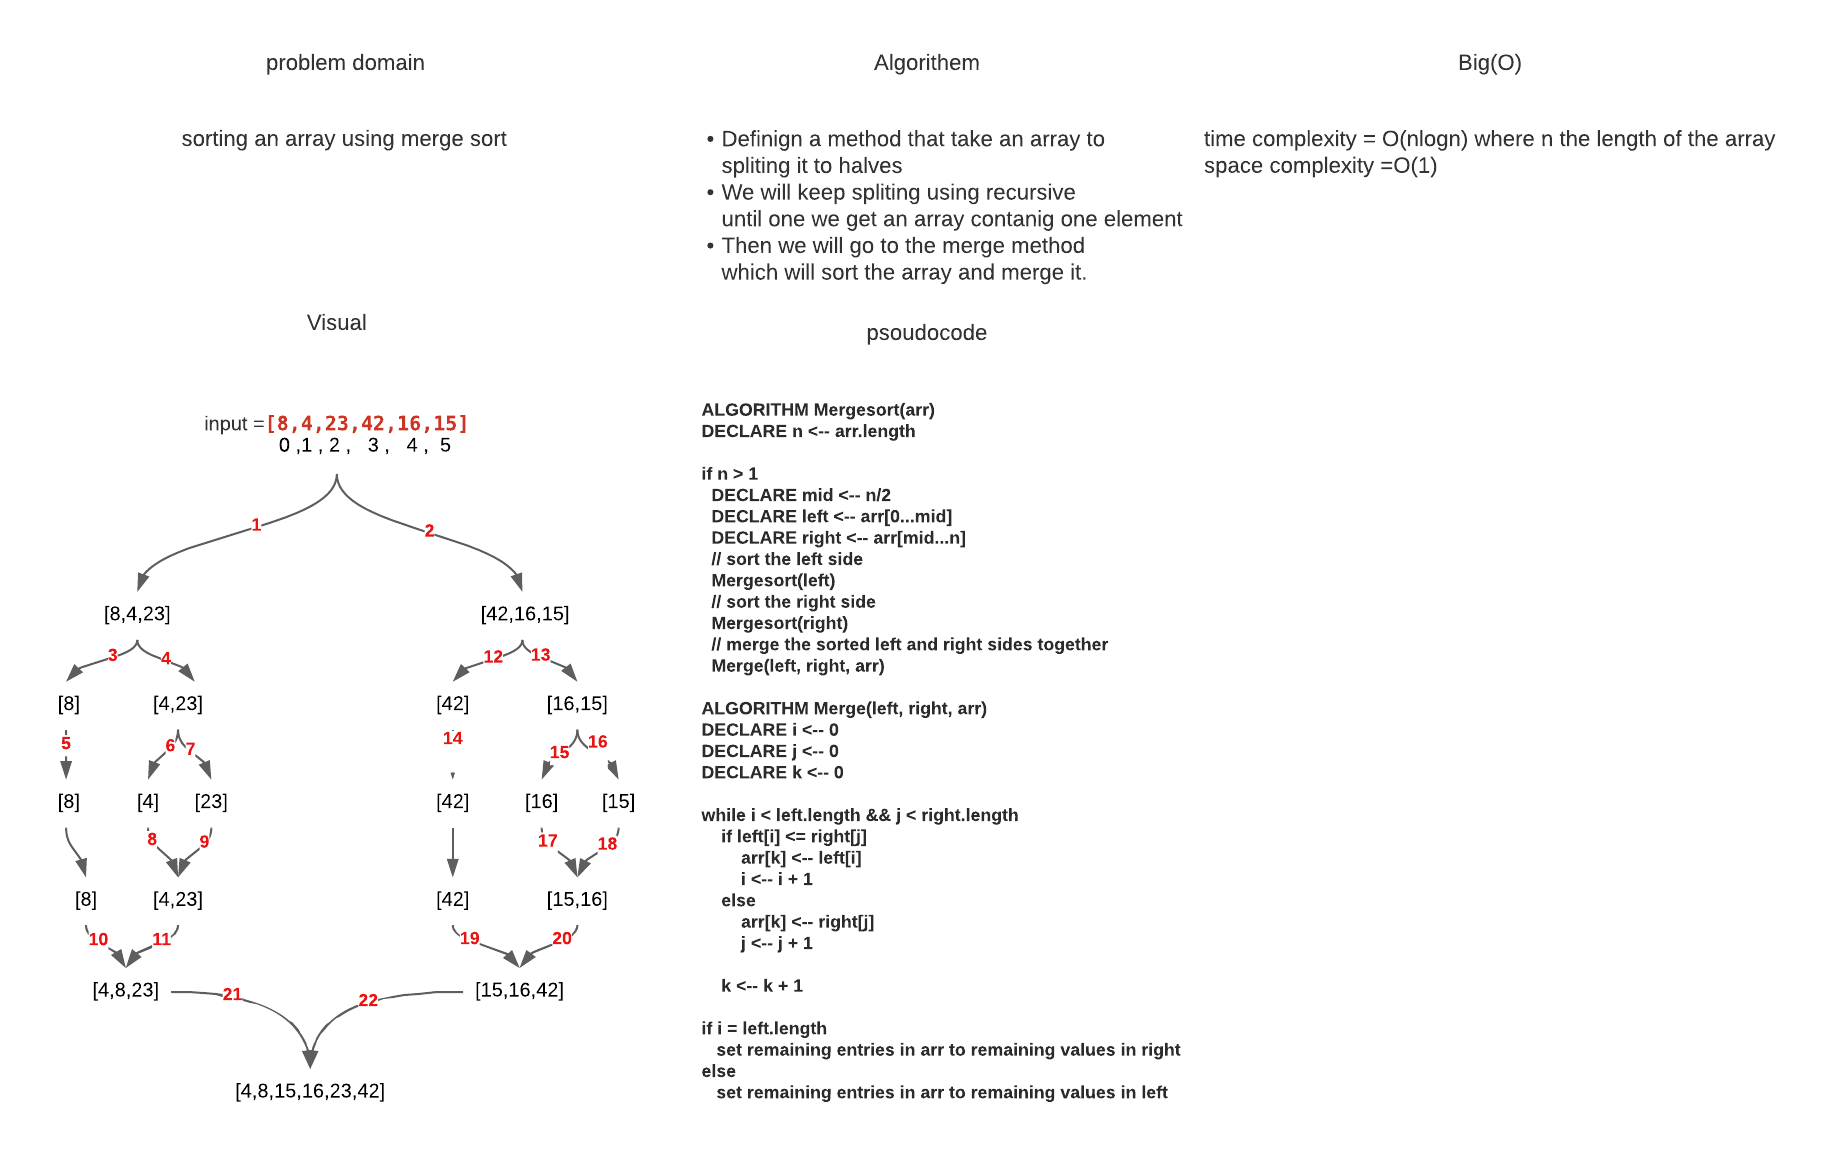 problem domain
sorting an array using merge sort
Algorithem
• Definign a method that take an array to
spliting it to halves
• We will keep spliting using recursive
until one we get an array contanig one element
• Then we will go to the merge method
which will sort the array and merge it.
Big(O)
time complexity = O(nlogn) where n the length of the array
space complexity =O(1)
Visual
input =[8,4,23,42,16,15]
0 ,1 , 2 , 3 , 4 , 5
1 2
[8,4,23] [42,16,15]
3 4 12 13
[8] [4,23] [42] [16,15]
5 6 7 14 15 16
[8] [4] [23] [42] [16] [15]
8 9 17 18
[8] [4,23] [42] [15,16]
10 11 19 20
[4,8,23] [15,16,42]
21 22
[4,8,15,16,23,42]
psoudocode
ALGORITHM Mergesort(arr)
DECLARE n <-- arr.length
if n > 1
DECLARE mid <-- n/2
DECLARE left <-- arr[0...mid]
DECLARE right <-- arr[mid...n]
// sort the left side
Mergesort(left)
// sort the right side
Mergesort(right)
// merge the sorted left and right sides together
Merge(left, right, arr)
ALGORITHM Merge(left, right, arr)
DECLARE i <-- 0
DECLARE j <-- 0
DECLARE k <-- 0
while i < left.length && j < right.length
if left[i] <= right[j]
arr[k] <-- left[i]
i <-- i + 1
else
arr[k] <-- right[j]
j <-- j + 1
k <-- k + 1
if i = left.length
set remaining entries in arr to remaining values in right
else
set remaining entries in arr to remaining values in left